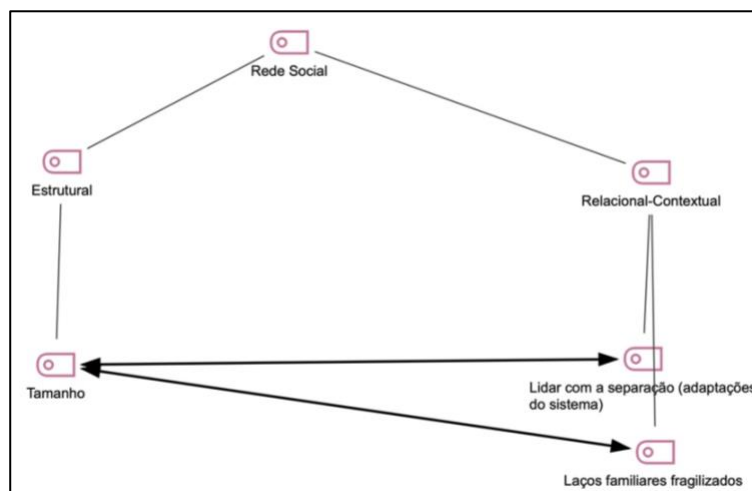 Rede Social
Estrutural
Relacional-Contextual
Tamanho
Lidar com a separação (adaptações
do sistema)
Laços familiares fragilizados